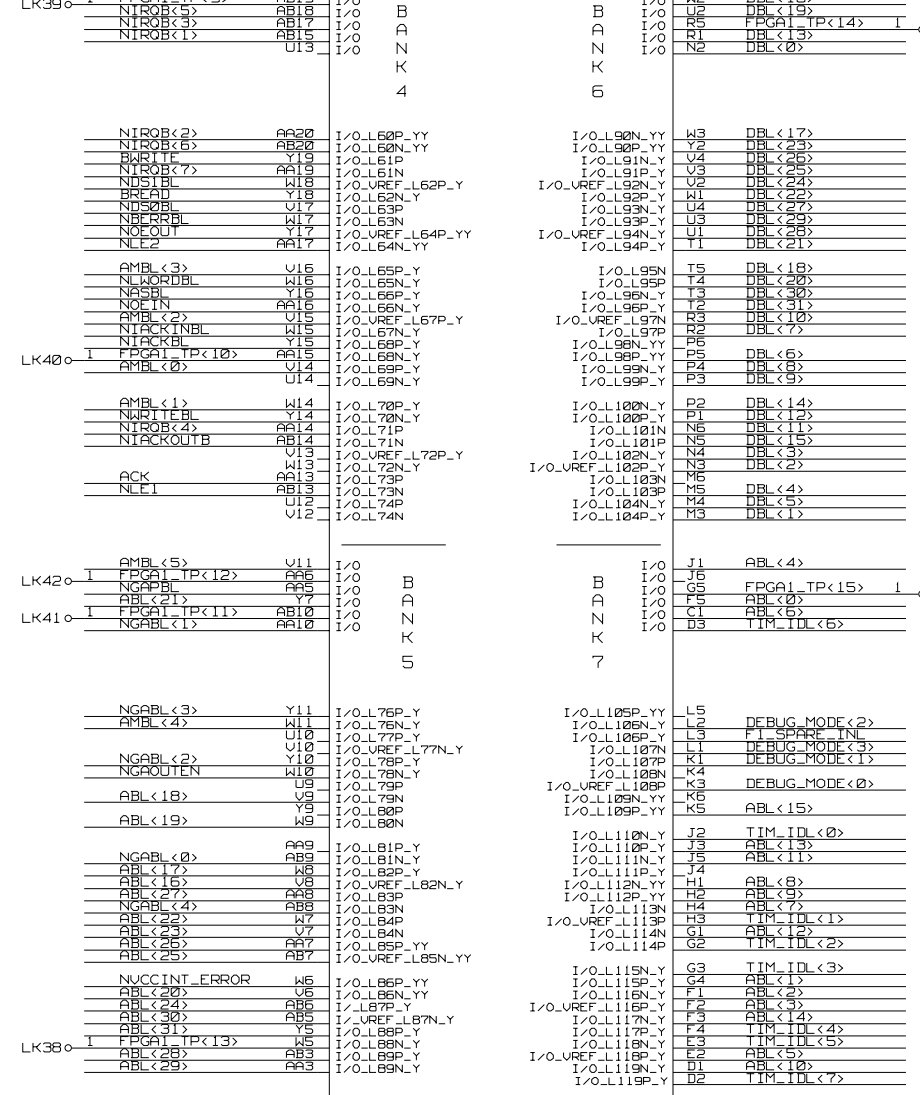 LK39 1 FPGA1_TP<9> AB19 I/O
NIRQB<5> AB18 I/O
NIRQB<3> AB17 I/O
NIRQB<1> AB15 I/O
U13 I/O
BANK 4
NIRQB<2> AA20 I/O_L60P_YY
NIRQB<6> AB20 I/O_L60N_YY
BWRITE Y19 I/O_L61P
NIRQB<7> AA19 I/O_L61N
NDS1BL W18 I/O_VREF_L62P_Y
BREAD Y18 I/O_L62N_Y
NDS0BL V17 I/O_L63P
NBERRBL W17 I/O_L63N
NOEOUT Y17 I/O_VREF_L64P_YY
NLE2 AA17 I/O_L64N_YY
AMBL<3> V16 I/O_L65P_Y
NLWORDBL W16 I/O_L65N_Y
NASBL Y16 I/O_L66P_Y
NOEIN AA16 I/O_L66N_Y
AMBL<2> V15 I/O_VREF_L67P_Y
NIACKINBL W15 I/O_L67N_Y
NIACKBL Y15 I/O_L68P_Y
LK40 1 FPGA1_TP<10> AA15 I/O_L68N_Y
AMBL<0> V14 I/O_L69P_Y
U14 I/O_L69N_Y
AMBL<1> W14 I/O_L70P_Y
NWRITEBL Y14 I/O_L70N_Y
NIRQB<4> AA14 I/O_L71P
NIACKOUTB AB14 I/O_L71N
V13 I/O_VREF_L72P_Y
W13 I/O_L72N_Y
ACK AA13 I/O_L73P
NLE1 AB13 I/O_L73N
U12 I/O_L74P
V12 I/O_L74N
AMBL<5> V11 I/O
LK42 1 FPGA1_TP<12> AA6 I/O
NGAPBL AA5 I/O
ABL<21> Y7 I/O
LK41 1 FPGA1_TP<11> AB10 I/O
NGABL<1> AA10 I/O
BANK 5
NGABL<3> Y11 I/O_L76P_Y
AMBL<4> W11 I/O_L76N_Y
U10 I/O_L77P_Y
V10 I/O_VREF_L77N_Y
NGABL<2> Y10 I/O_L78P_Y
NGAOUTEN W10 I/O_L78N_Y
U9 I/O_L79P
ABL<18> V9 I/O_L79N
Y9 I/O_L80P
ABL<19> W9 I/O_L80N
AA9 I/O_L81P_Y
NGABL<0> AB9 I/O_L81N_Y
ABL<17> W8 I/O_L82P_Y
ABL<16> V8 I/O_VREF_L82N_Y
ABL<27> AA8 I/O_L83P
NGABL<4> AB8 I/O_L83N
ABL<22> W7 I/O_L84P
ABL<23> V7 I/O_L84N
ABL<26> AA7 I/O_L85P_YY
ABL<25> AB7 I/O_VREF_L85N_YY
NVCCINT_ERROR W6 I/O_L86P_YY
ABL<20> V6 I/O_L86N_YY
ABL<24> AB6 I/_L87P_Y
ABL<30> AB5 I/_VREF_L87N_Y
ABL<31> Y5 I/O_L88P_Y
LK38 1 FPGA1_TP<13> W5 I/O_L88N_Y
ABL<28> AB3 I/O_L89P_Y
ABL<29> AA3 I/O_L89N_Y
I/O U2 DBL<19>
I/O R5 FPGA1_TP<14> 1
I/O R1 DBL<13>
I/O N2 DBL<0>
BANK 6
I/O_L90N_YY W3 DBL<17>
I/O_L90P_YY Y2 DBL<23>
I/O_L91N_Y V4 DBL<26>
I/O_L91P_Y V3 DBL<25>
I/O_VREF_L92N_Y V2 DBL<24>
I/O_L92P_Y W1 DBL<22>
I/O_L93N_Y U4 DBL<27>
I/O_L93P_Y U3 DBL<29>
I/O_VREF_L94N_Y U1 DBL<28>
I/O_L94P_Y T1 DBL<21>
I/O_L95N T5 DBL<18>
I/O_L95P T4 DBL<20>
I/O_L96N_Y T3 DBL<30>
I/O_L96P_Y T2 DBL<31>
I/O_VREF_L97N R3 DBL<10>
I/O_L97P R2 DBL<7>
I/O_L98N_YY P6
I/O_L98P_YY P5 DBL<6>
I/O_L99N_Y P4 DBL<8>
I/O_L99P_Y P3 DBL<9>
I/O_L100N_Y P2 DBL<14>
I/O_L100P_Y P1 DBL<12>
I/O_L101N N6 DBL<11>
I/O_L101P N5 DBL<15>
I/O_L102N_Y N4 DBL<3>
I/O_VREF_L102P_Y N3 DBL<2>
I/O_L103N M6
I/O_L103P M5 DBL<4>
I/O_L104N_Y M4 DBL<5>
I/O_L104P_Y M3 DBL<1>
I/O J1 ABL<4>
I/O J6
I/O G5 FPGA1_TP<15> 1
I/O F5 ABL<0>
I/O C1 ABL<6>
I/O D3 TIM_IDL<6>
BANK 7
I/O_L105P_YY L5
I/O_L106N_Y L2 DEBUG_MODE<2>
I/O_L106P_Y L3 F1_SPARE_INL
I/O_L107N L1 DEBUG_MODE<3>
I/O_L107P K1 DEBUG_MODE<1>
I/O_L108N K4
I/O_VREF_L108P K3 DEBUG_MODE<0>
I/O_L109N_YY K6
I/O_L109P_YY K5 ABL<15>
I/O_L110N_Y J2 TIM_IDL<0>
I/O_L110P_Y J3 ABL<13>
I/O_L111N_Y J5 ABL<11>
I/O_L111P_Y J4
I/O_L112N_YY H1 ABL<8>
I/O_L112P_YY H2 ABL<9>
I/O_L113N H4 ABL<7>
I/O_VREF_L113P H3 TIM_IDL<1>
I/O_L114N G1 ABL<12>
I/O_L114P G2 TIM_IDL<2>
I/O_L115N_Y G3 TIM_IDL<3>
I/O_L115P_Y G4 ABL<1>
I/O_L116N_Y F1 ABL<2>
I/O_VREF_L116P_Y F2 ABL<3>
I/O_L117N_Y F3 ABL<14>
I/O_L117P_Y F4 TIM_IDL<4>
I/O_L118N_Y E3 TIM_IDL<5>
I/O_VREF_L118P_Y E2 ABL<5>
I/O_L119N_Y D1 ABL<10>
I/O_L119P_Y D2 TIM_IDL<7>